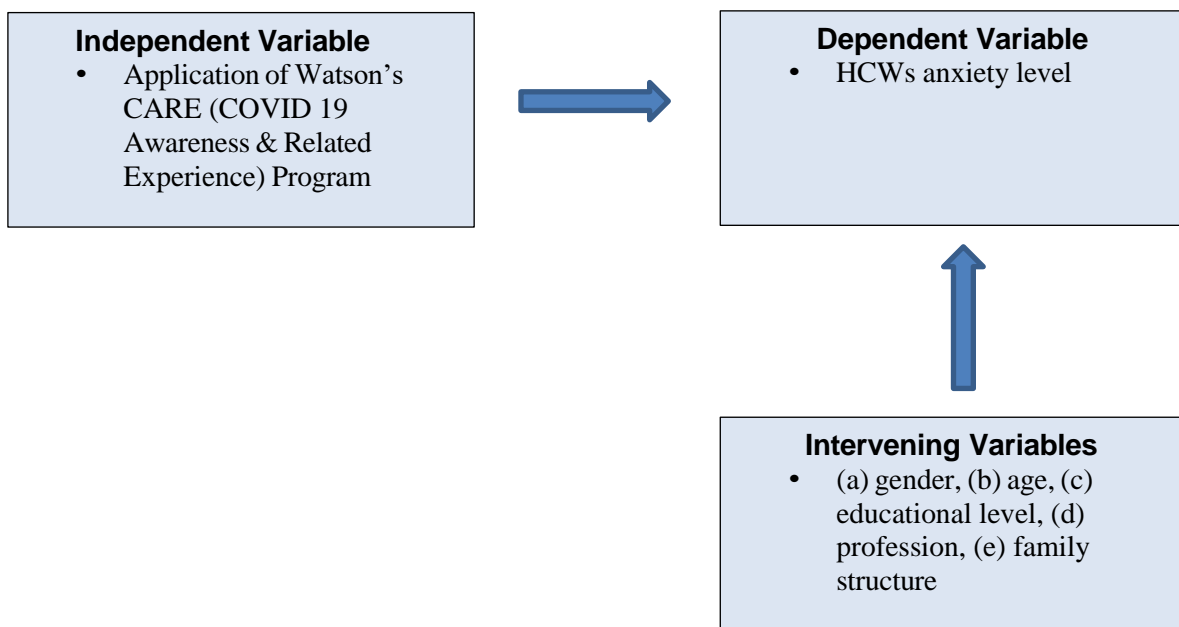 Independent Variable
• Application of Watson’s
CARE (COVID 19
Awareness & Related
Experience) Program
Dependent Variable
• HCWs anxiety level
Intervening Variables
• (a) gender, (b) age, (c)
educational level, (d)
profession, (e) family
structure